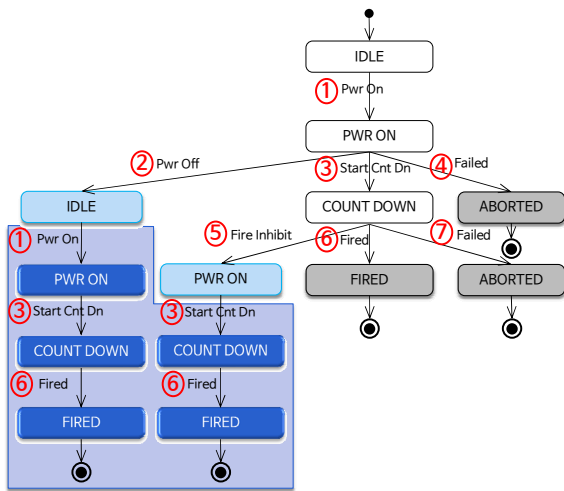 IDLE
① Pwr On
PWR ON
② Pwr Off
③ Start Cnt Dn
④ Failed
IDLE
COUNT DOWN
ABORTED
① Pwr On
⑤ Fire Inhibit
⑥ Fired
⑦ Failed
PWR ON
PWR ON
FIRED
ABORTED
③ Start Cnt Dn
③ Start Cnt Dn
COUNT DOWN
COUNT DOWN
⑥ Fired
⑥ Fired
FIRED
FIRED